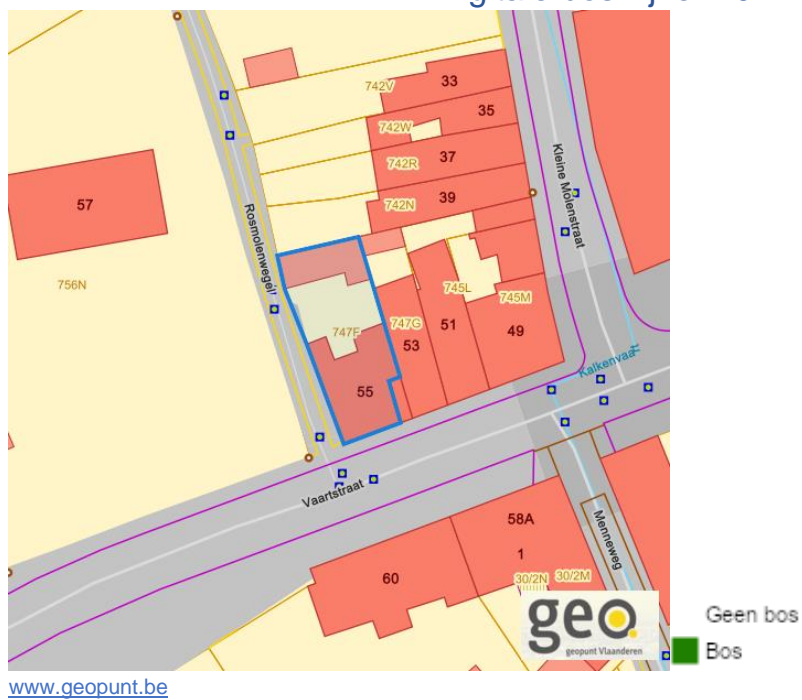 742V
33
742W
35
742R
37
742N
39
57
Rosmolenwegel
Kleine Molenstraat
756N
745L
745M
747F
747G
51
53
49
55
Kalkenvaa
Vaartstraat
58A
1
Menneweg
60
30/2N 30/2M
geo
geopunt Vlaanderen
Geen bos
Bos
www.geopunt.be